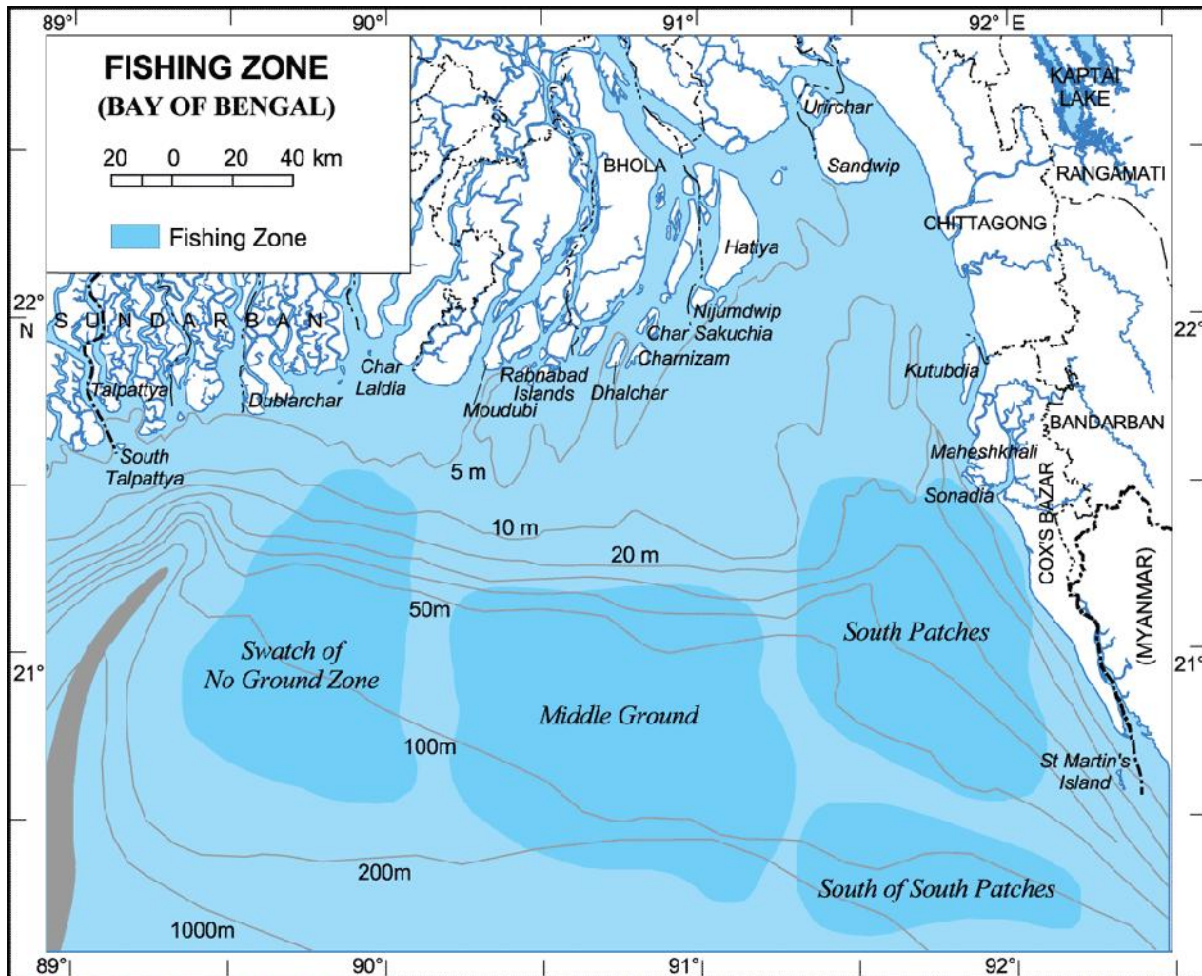 89°
90°
91°
92° E
FISHING ZONE
(BAY OF BENGAL)
20 0 20 40 km
Fishing Zone
KAPTAI
LAKE
Urirchar
Sandwip
BHOLA
RANGAMATI
CHITTAGONG
Hatiya
22°
N
22°
SUNDARBAN
Nijumdwip
Char Sakuchia
Charnizam
Char
Laldia
Rabnabad
Islands
Dhalchar
Kutubdia
Talpattya
Dublarchar
Moudubi
BANDARBAN
South
Talpattya
Maheshkhali
Sonadia
COX'S BAZAR
(MYANMAR)
5 m
10 m
20 m
50m
South Patches
Swatch of
No Ground Zone
21°
21°
Middle Ground
100m
St Martin's
Island
200m
South of South Patches
1000m
89°
90°
91°
92°